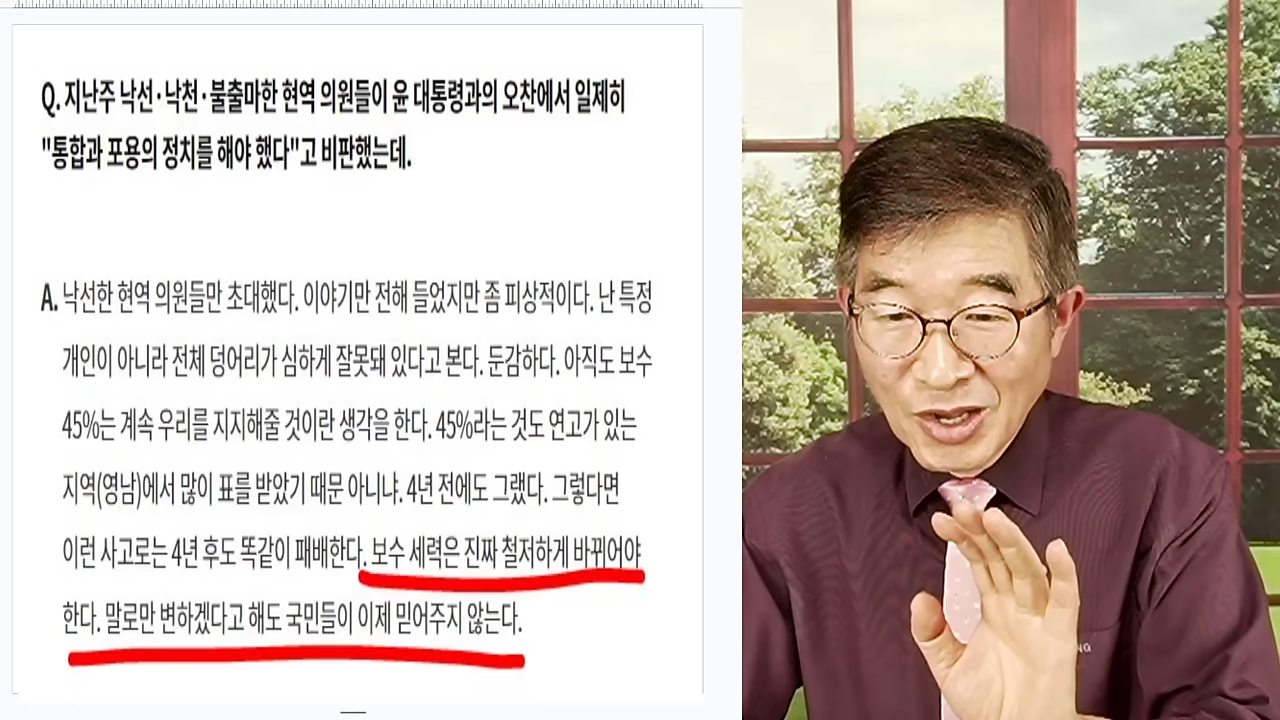 Q. 지난주 낙선·낙천·불출마한 현역 의원들이 윤 대통령과의 오찬에서 일제히
"통합과 포용의 정치를 해야 했다"고 비판했는데.
A. 낙선한 현역 의원들만 초대했다. 이야기만 전해 들었지만 좀 피상적이다. 난 특정
개인이 아니라 전체 덩어리가 심하게 잘못돼 있다고 본다. 둔감하다. 아직도 보수
45%는 계속 우리를 지지해줄 것이란 생각을 한다. 45%라는 것도 연고가 있는
지역(영남)에서 많이 표를 받았기 때문 아니냐. 4년 전에도 그랬다. 그렇다면
이런 사고로는 4년 후도 똑같이 패배한다. 보수 세력은 진짜 철저하게 바뀌어야
한다. 말로만 변하겠다고 해도 국민들이 이제 믿어주지 않는다.